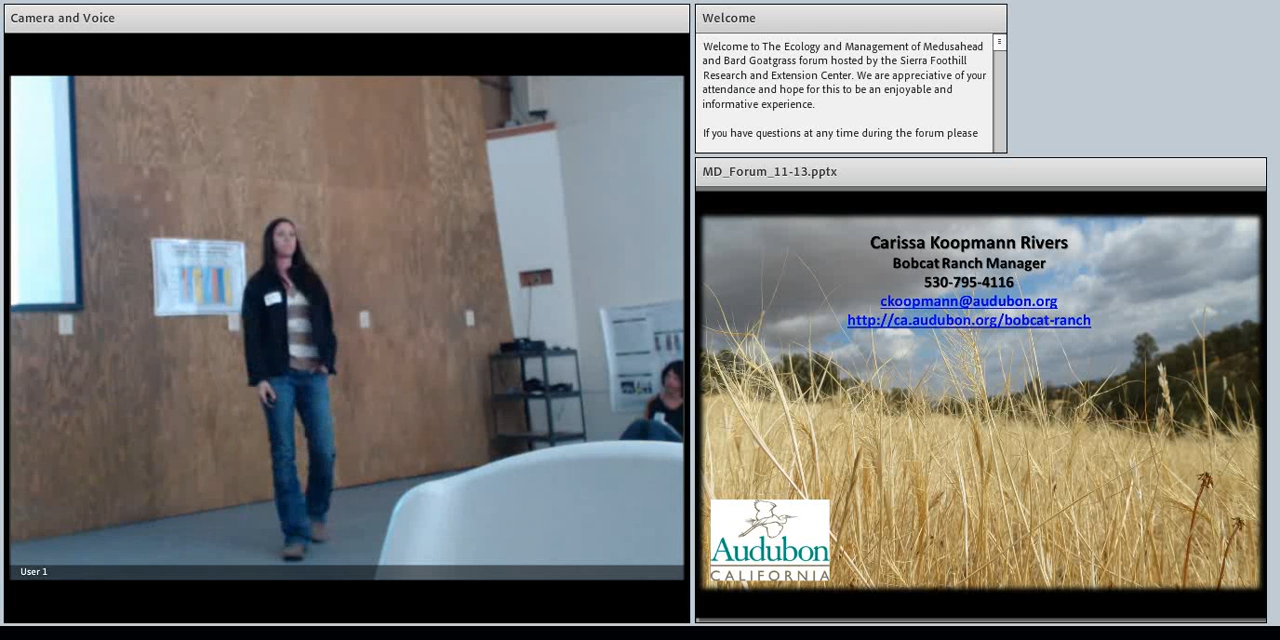 Camera and Voice
User 1
Welcome
Welcome to The Ecology and Management of Medusahead
and Bard Goatgrass forum hosted by the Sierra Foothill
Research and Extension Center. We are appreciative of your
attendance and hope for this to be an enjoyable and
informative experience.
If you have questions at any time during the forum please
MD_Forum_11-13.pptx
Carissa Koopmann Rivers
Bobcat Ranch Manager
530-795-4116
ckoopmann@audubon.org
http://ca.audubon.org/bobcat-ranch
Audubon
CALIFORNIA